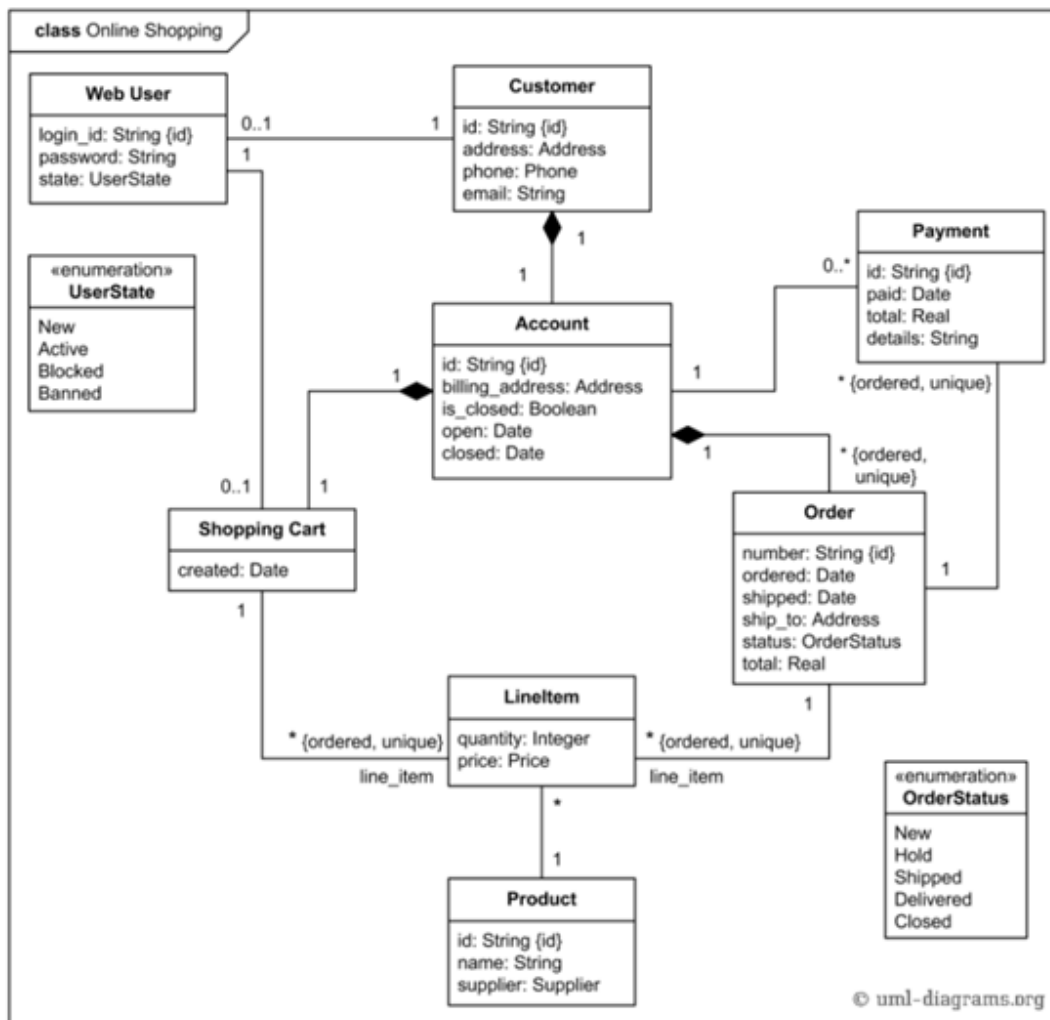 class Online Shopping
Web User
login_id: String {id}
password: String
state: UserState
0..1
1
1
Customer
id: String {id}
address: Address
phone: Phone
email: String
1
1
«enumeration»
UserState
New
Active
Blocked
Banned
Account
id: String {id}
billing_address: Address
is_closed: Boolean
open: Date
closed: Date
1
1
0..*
Payment
id: String {id}
paid: Date
total: Real
details: String
* {ordered, unique}
1
* {ordered,
unique}
0..1
1
Shopping Cart
created: Date
1
Order
number: String {id}
ordered: Date
shipped: Date
ship_to: Address
status: OrderStatus
total: Real
1
1
LineItem
quantity: Integer
price: Price
* {ordered, unique}
line_item
* {ordered, unique}
line_item
*
1
Product
id: String {id}
name: String
supplier: Supplier
«enumeration»
OrderStatus
New
Hold
Shipped
Delivered
Closed
© uml-diagrams.org